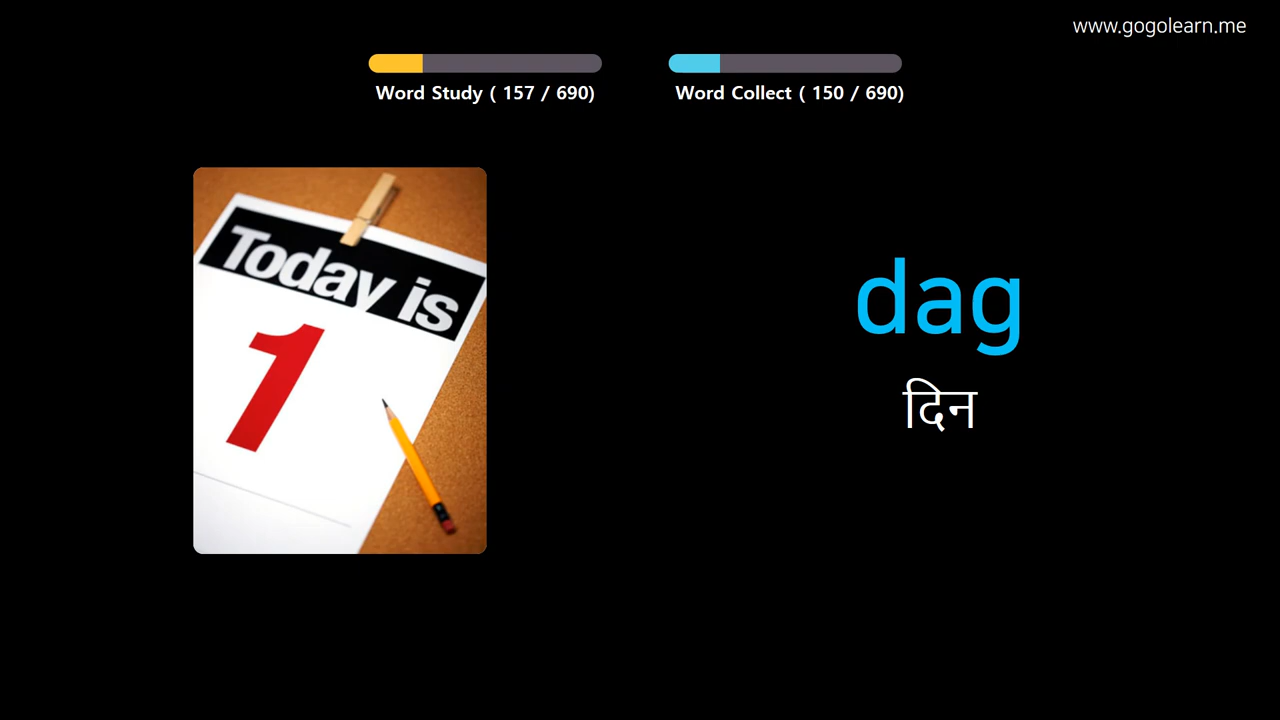 www.gogolearn.me
Word Study ( 157 / 690)
Word Collect ( 150 / 690)
Today is
1
dag
दिन